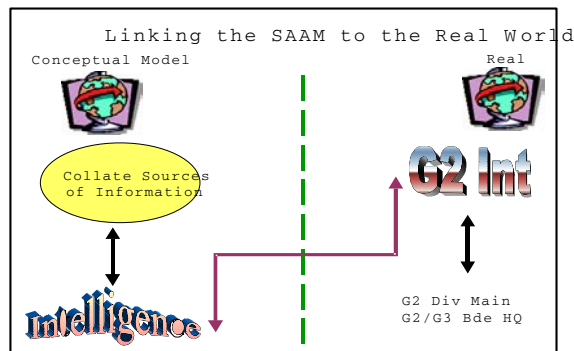 Linking the SAAM to the Real World
Conceptual Model
Real
Collate Sources
of Information
G2 Int
Intelligence
G2 Div Main
G2/G3 Bde HQ